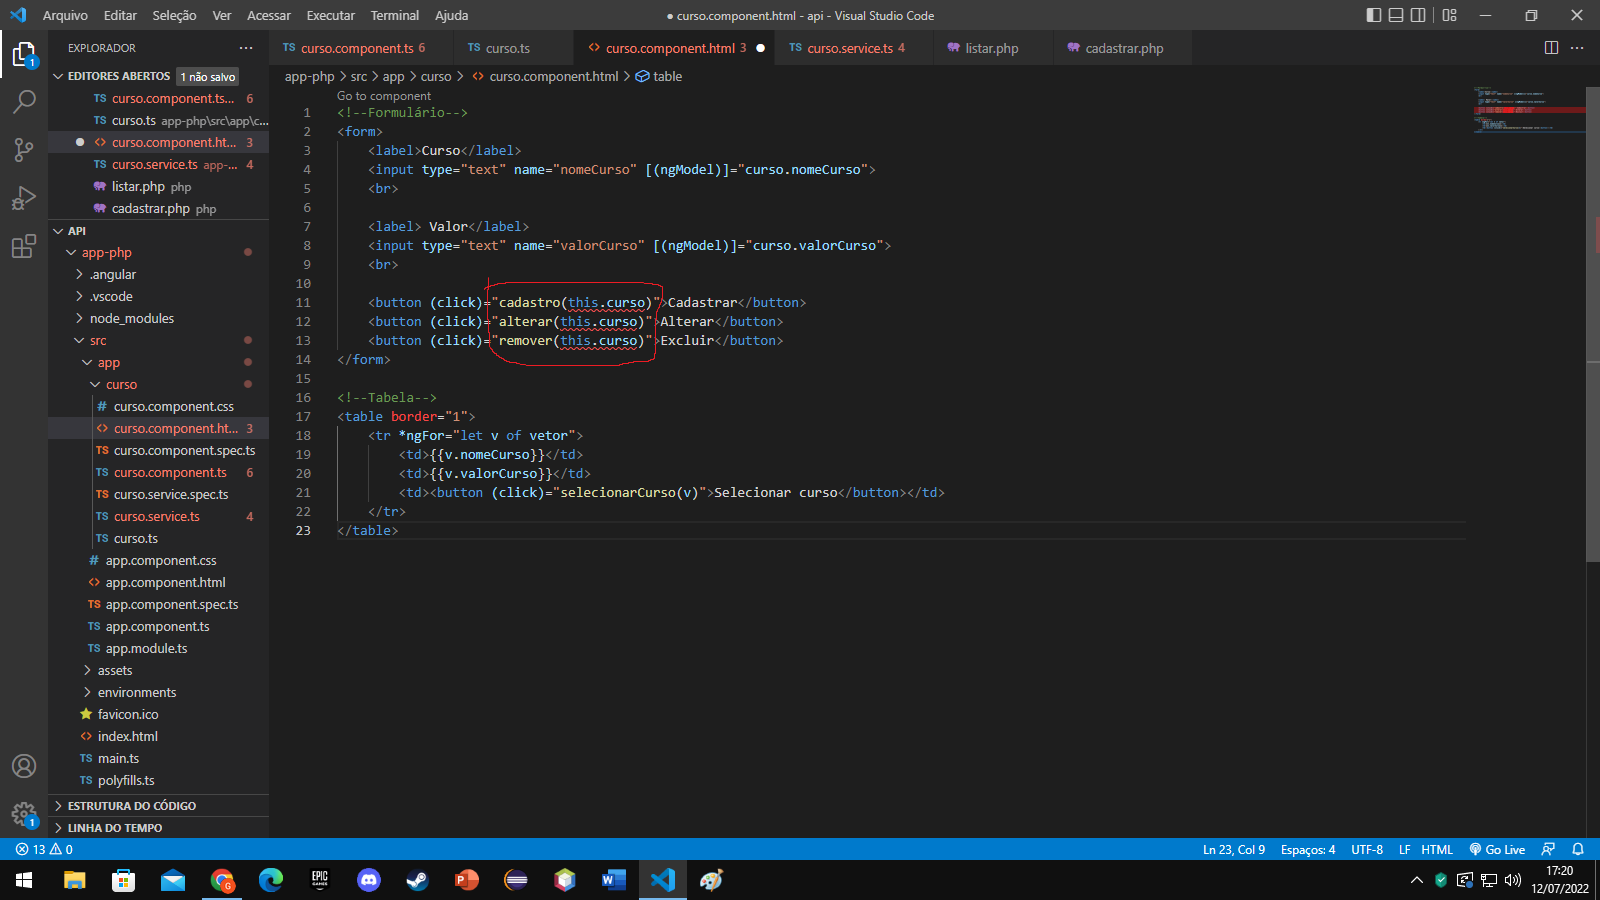 Arquivo Editar Seleção Ver Acessar Executar Terminal Ajuda
● curso.component.html - api - Visual Studio Code
EXPLORADOR
EDITORES ABERTOS 1 não salvo
TS curso.component.ts... 6
TS curso.ts app-php\src\app\c...
● <> curso.component.ht... 3
TS curso.service.ts app-... 4
listar.php php
cadastrar.php php
API
app-php
.angular
.vscode
node_modules
src
app
curso
# curso.component.css
<> curso.component.ht... 3
TS curso.component.spec.ts
TS curso.component.ts 6
TS curso.service.spec.ts
TS curso.service.ts 4
TS curso.ts
# app.component.css
<> app.component.html
TS app.component.spec.ts
TS app.component.ts
TS app.module.ts
assets
environments
favicon.ico
<> index.html
TS main.ts
TS polyfills.ts
ESTRUTURA DO CÓDIGO
LINHA DO TEMPO
1
1
TS curso.component.ts 6 TS curso.ts <> curso.component.html 3 ● TS curso.service.ts 4 listar.php cadastrar.php
app-php > src > app > curso > <> curso.component.html > table
Go to component
1 <!--Formulário-->
2 <form>
3 <label>Curso</label>
4 <input type="text" name="nomeCurso" [(ngModel)]="curso.nomeCurso">
5 <br>
6
7 <label> Valor</label>
8 <input type="text" name="valorCurso" [(ngModel)]="curso.valorCurso">
9 <br>
10
11 <button (click)="cadastro(this.curso)">Cadastrar</button>
12 <button (click)="alterar(this.curso)">Alterar</button>
13 <button (click)="remover(this.curso)">Excluir</button>
14 </form>
15
16 <!--Tabela-->
17 <table border="1">
18 <tr *ngFor="let v of vetor">
19 <td>{{v.nomeCurso}}</td>
20 <td>{{v.valorCurso}}</td>
21 <td><button (click)="selecionarCurso(v)">Selecionar curso</button></td>
22 </tr>
23 </table>
13 0 Ln 23, Col 9 Espaços: 4 UTF-8 LF HTML Go Live
EPIC GAMES
17:20
12/07/2022